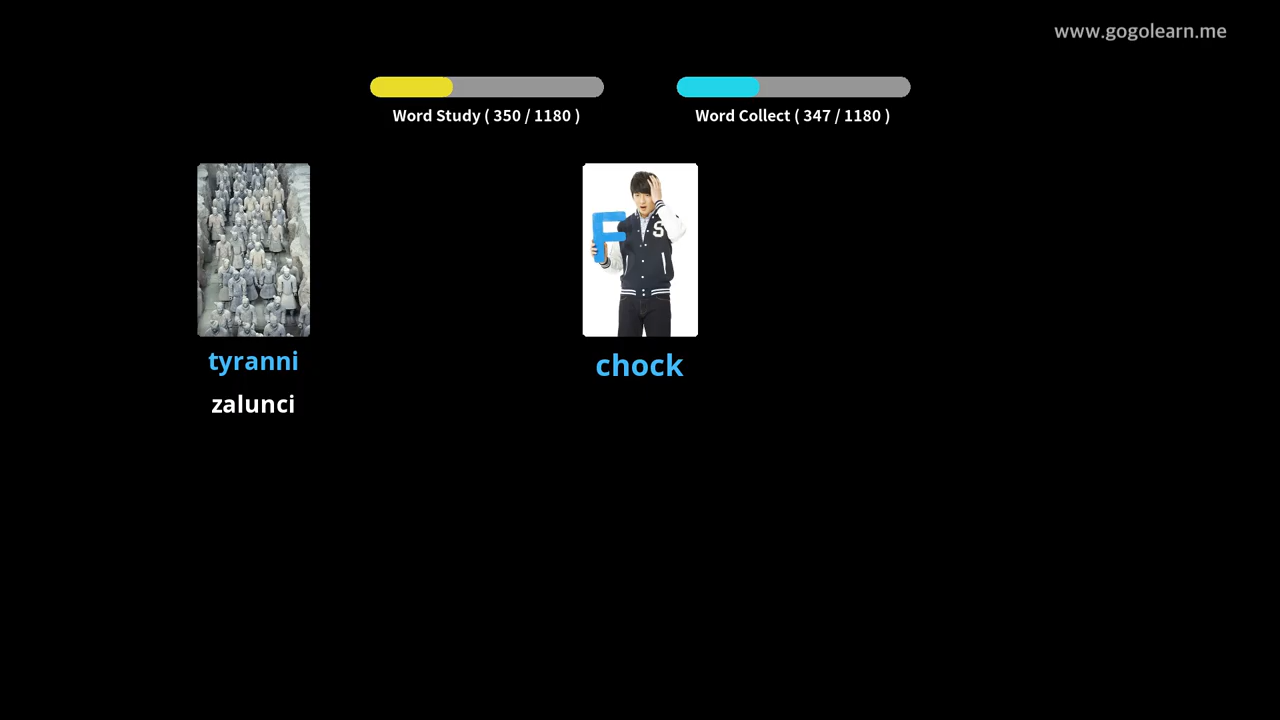 www.gogolearn.me
Word Study ( 350 / 1180 )
Word Collect ( 347 / 1180 )
F
S
tyranni
chock
zalunci